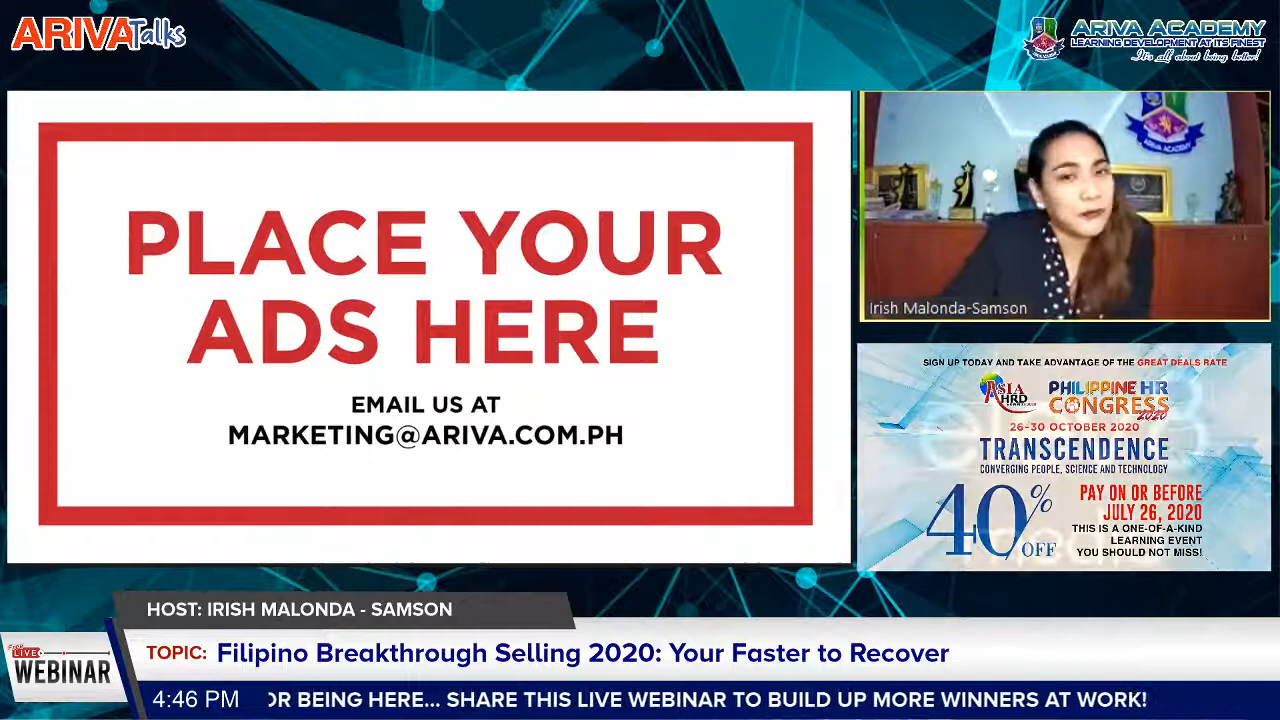 ARIVATalks
ARIVA ACADEMY
LEARNING DEVELOPMENT AT ITS FINEST
It's all about being better!
PLACE YOUR
ADS HERE
EMAIL US AT
MARKETING@ARIVA.COM.PH
ARIVA ACADEMY
Irish Malonda-Samson
SIGN UP TODAY AND TAKE ADVANTAGE OF THE GREAT DEALS RATE
ASIA
HRD
PHILIPPINE HR
CONGRESS
2020
26-30 OCTOBER 2020
TRANSCENDENCE
CONVERGING PEOPLE, SCIENCE AND TECHNOLOGY
40% OFF
PAY ON OR BEFORE
JULY 26, 2020
THIS IS A ONE-OF-A-KIND
LEARNING EVENT
YOU SHOULD NOT MISS!
HOST: IRISH MALONDA - SAMSON
Free
LIVE
WEBINAR
TOPIC: Filipino Breakthrough Selling 2020: Your Faster to Recover
4:46 PM
OR BEING HERE... SHARE THIS LIVE WEBINAR TO BUILD UP MORE WINNERS AT WORK!